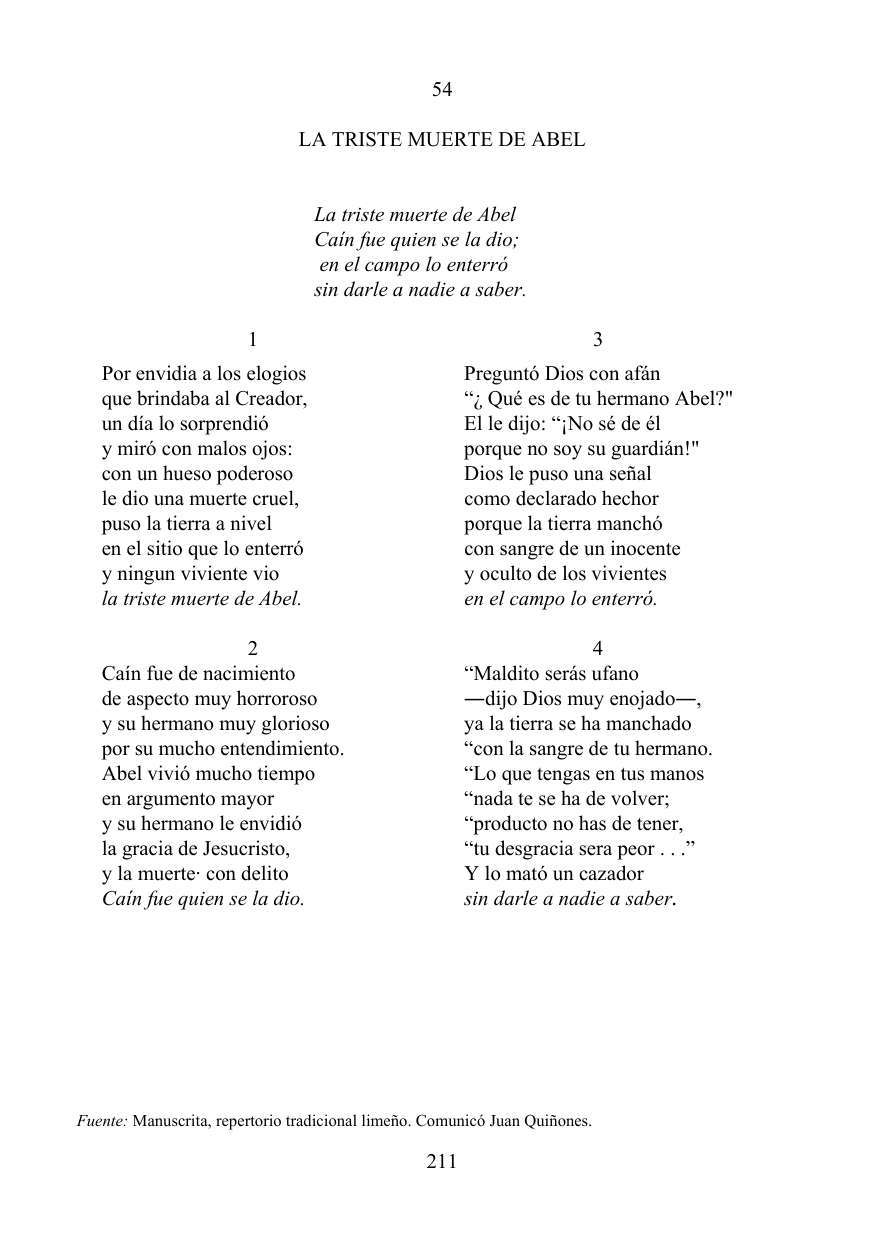 54
LA TRISTE MUERTE DE ABEL
La triste muerte de Abel
Caín fue quien se la dio;
en el campo lo enterró
sin darle a nadie a saber.
1
Por envidia a los elogios
que brindaba al Creador,
un día lo sorprendió
y miró con malos ojos:
con un hueso poderoso
le dio una muerte cruel,
puso la tierra a nivel
en el sitio que lo enterró
y ningun viviente vio
la triste muerte de Abel.
2
Caín fue de nacimiento
de aspecto muy horroroso
y su hermano muy glorioso
por su mucho entendimiento.
Abel vivió mucho tiempo
en argumento mayor
y su hermano le envidió
la gracia de Jesucristo,
y la muerte· con delito
Caín fue quien se la dio.
3
Preguntó Dios con afán
“¿ Qué es de tu hermano Abel?"
El le dijo: “¡No sé de él
porque no soy su guardián!"
Dios le puso una señal
como declarado hechor
porque la tierra manchó
con sangre de un inocente
y oculto de los vivientes
en el campo lo enterró.
4
“Maldito serás ufano
—dijo Dios muy enojado—,
ya la tierra se ha manchado
“con la sangre de tu hermano.
“Lo que tengas en tus manos
“nada te se ha de volver;
“producto no has de tener,
“tu desgracia sera peor . . .”
Y lo mató un cazador
sin darle a nadie a saber.
Fuente: Manuscrita, repertorio tradicional limeño. Comunicó Juan Quiñones.
211